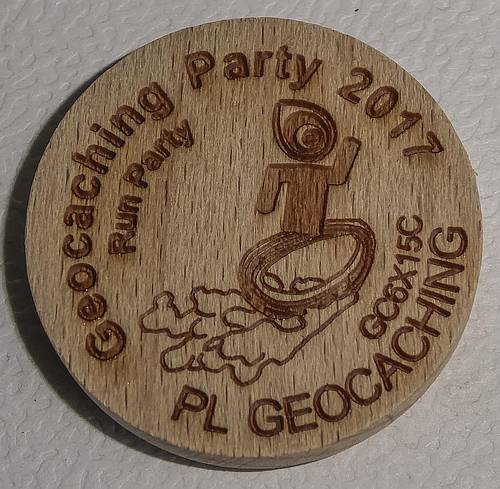 Geocaching Party 2017
Run Party
GC6X15C
PL GEOCACHING